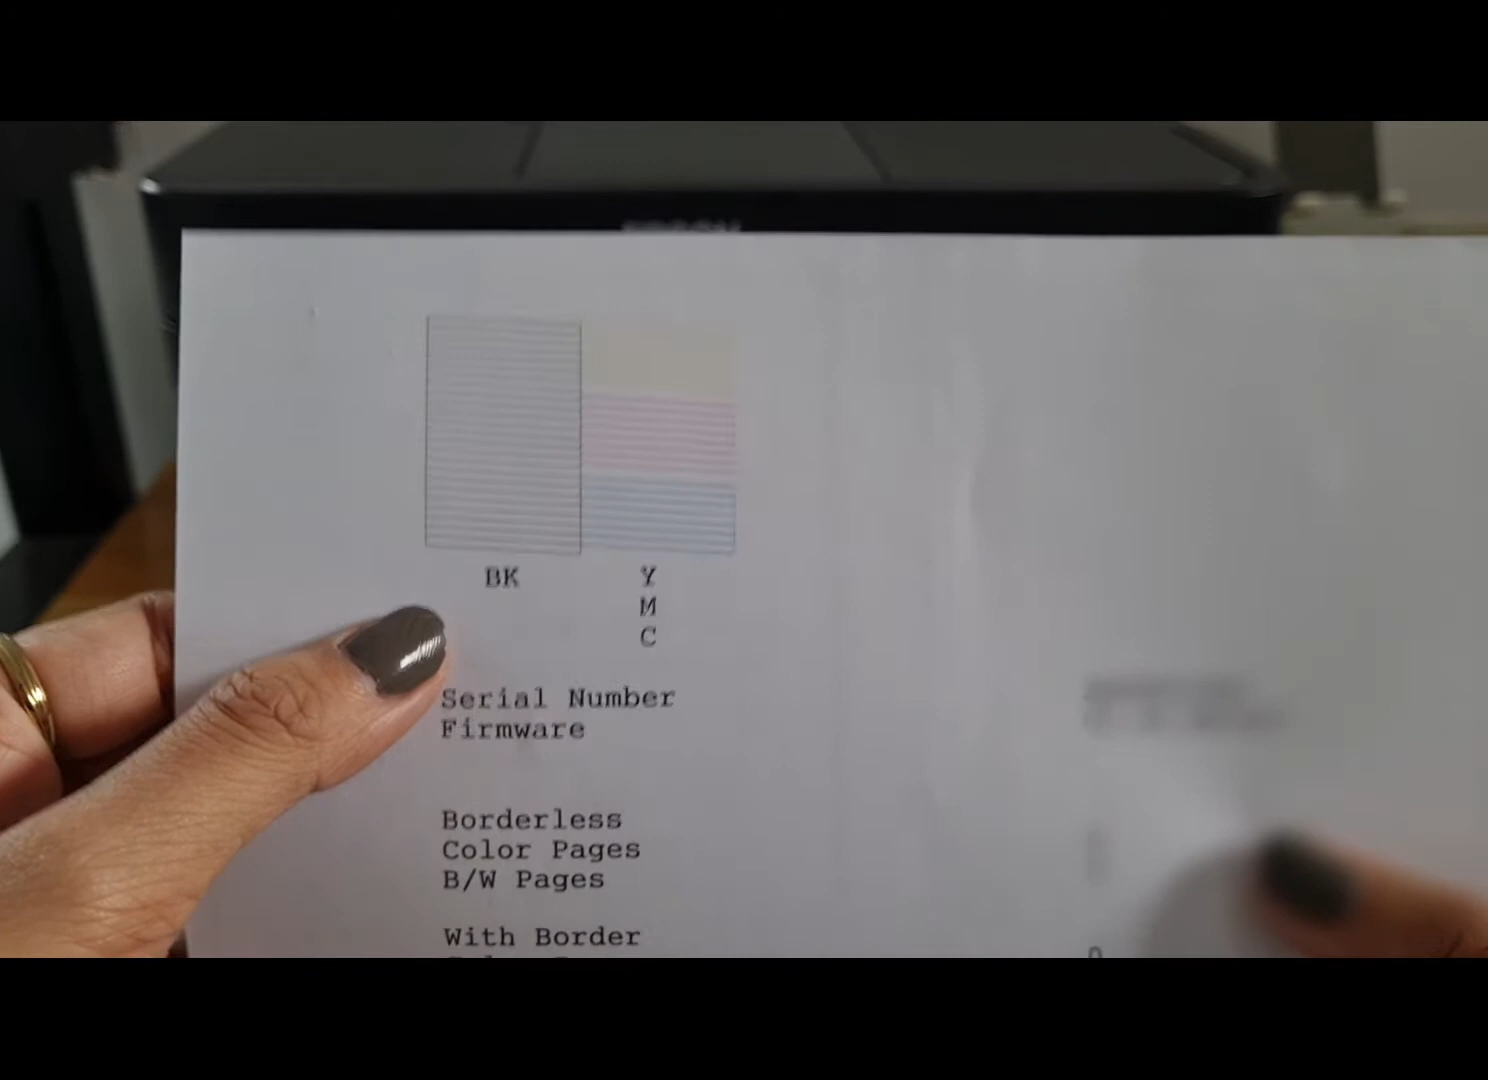 BK Y
M
C
Serial Number
Firmware
Borderless
Color Pages
B/W Pages
With Border